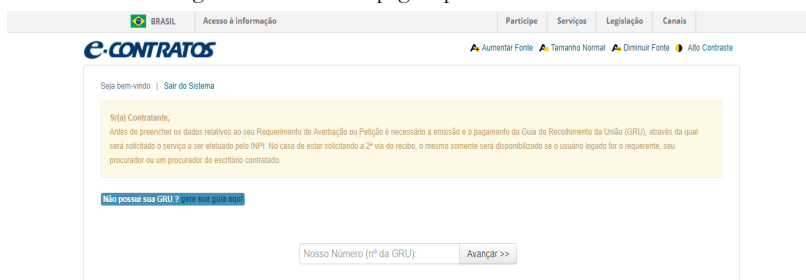 BRASIL Acesso à informação Participe Serviços Legislação Canais
e-CONTRATOS
Aumentar Fonte Tamanho Normal Diminuir Fonte Alto Contraste
Seja bem-vindo | Sair do Sistema
Sr(a) Contratante,
Antes de preencher os dados relativos ao seu Requerimento de Averbação ou Petição é necessário a emissão e o pagamento da Guia de Recolhimento da União (GRU), através da qual
será solicitado o serviço a ser efetuado pelo INPI. No caso de estar solicitando a 2ª via do recibo, o mesmo somente será disponibilizado se o usuário logado for o requerente, seu
procurador ou um procurador do escritório contratado.
Não possui sua GRU ? gere sua guia aqui
Nosso Número (nº da GRU): Avançar >>